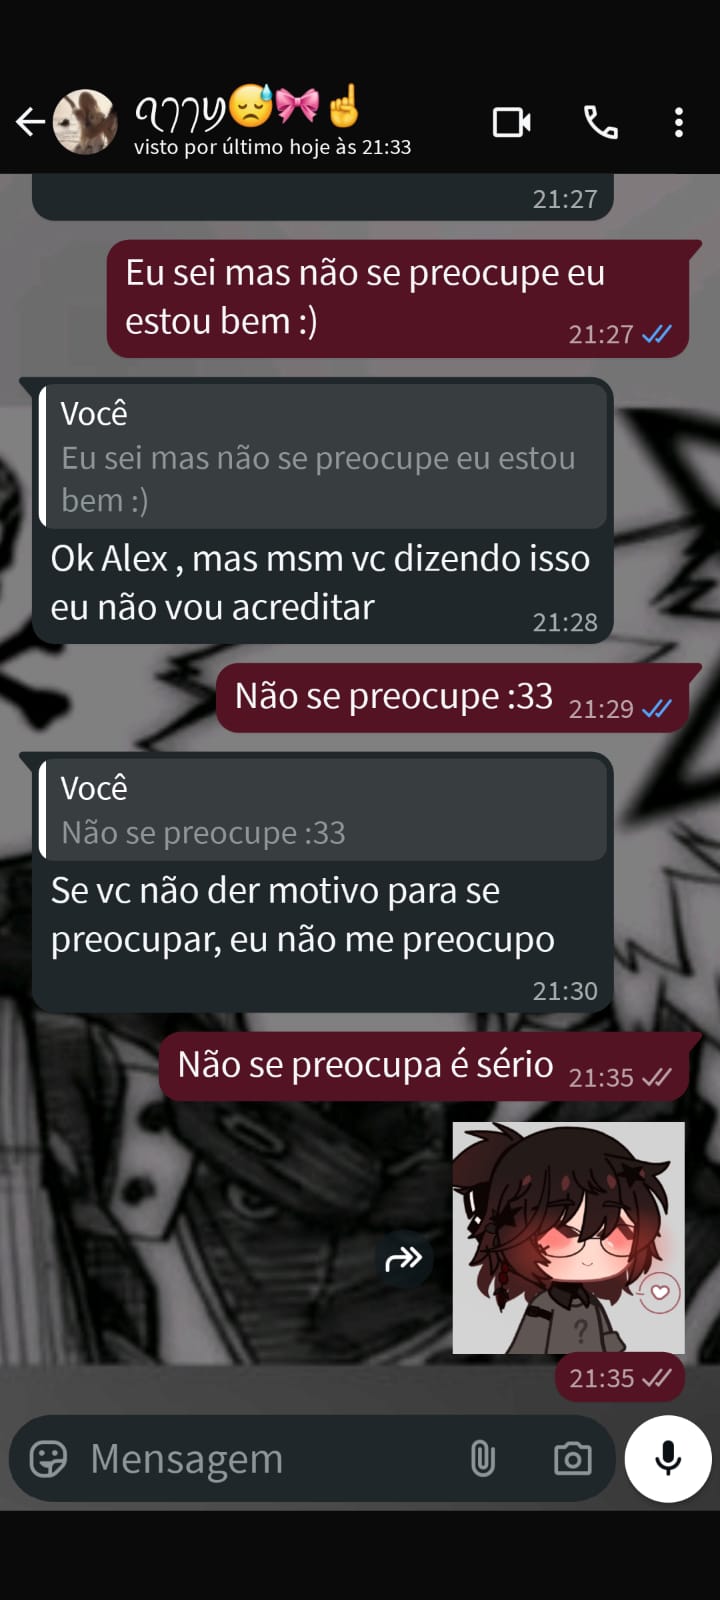 visto por último hoje às 21:33
21:27
Eu sei mas não se preocupe eu
estou bem :)
21:27
Você
Eu sei mas não se preocupe eu estou
bem :)
Ok Alex , mas msm vc dizendo isso
eu não vou acreditar
21:28
Não se preocupe :33
21:29
Você
Não se preocupe :33
Se vc não der motivo para se
preocupar, eu não me preocupo
21:30
Não se preocupa é sério
21:35
?
21:35
Mensagem